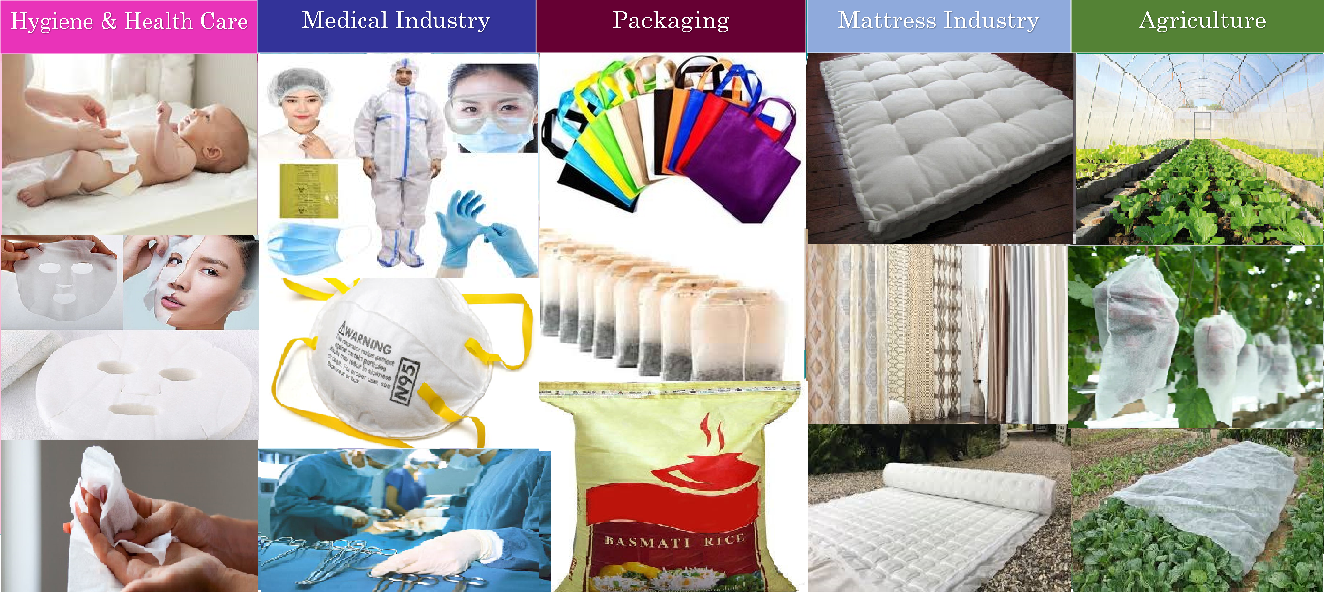 Hygiene & Health Care
Medical Industry
Packaging
Mattress Industry
Agriculture
WARNING
N95
BASMATI RICE